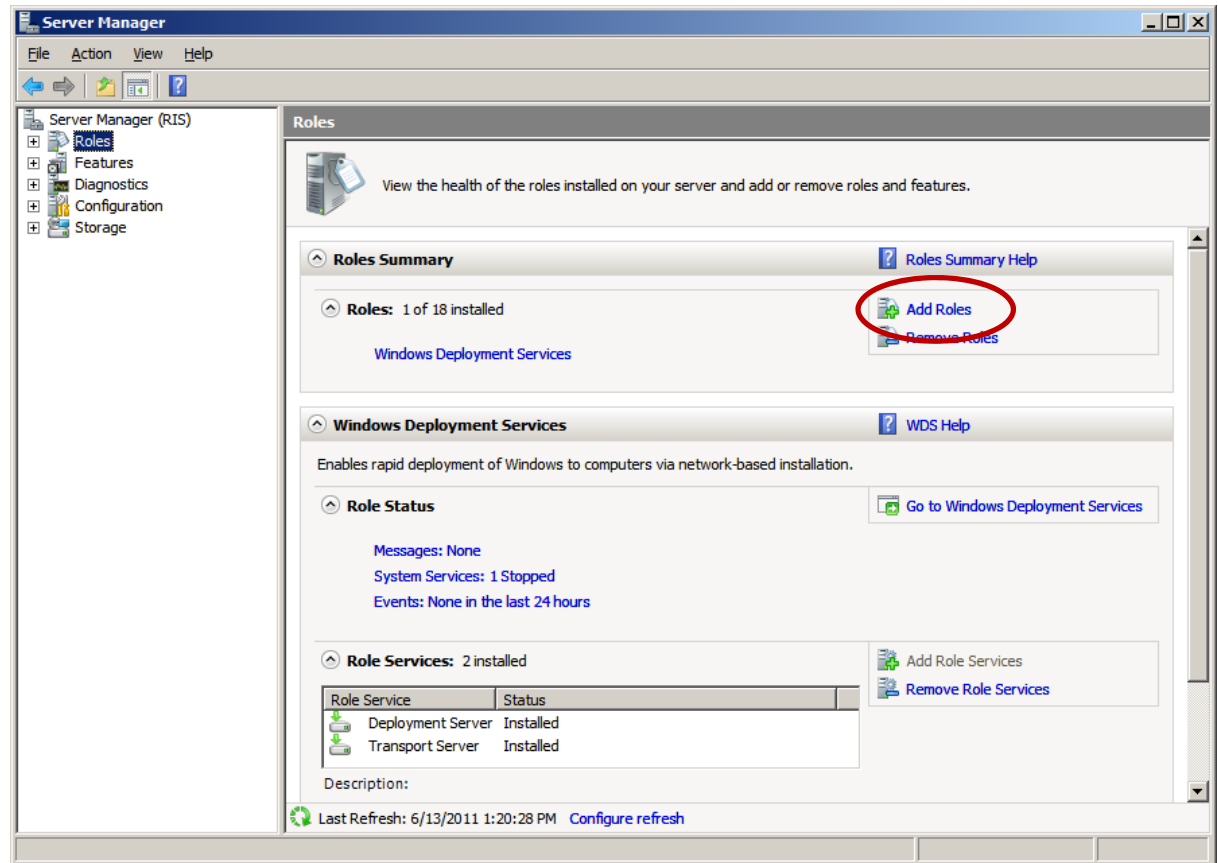 Server Manager
File Action View Help
Server Manager (RIS)
Roles
Features
Diagnostics
Configuration
Storage
Roles
View the health of the roles installed on your server and add or remove roles and features.
Roles Summary
Roles Summary Help
Roles: 1 of 18 installed
Add Roles
Remove Roles
Windows Deployment Services
Windows Deployment Services
WDS Help
Enables rapid deployment of Windows to computers via network-based installation.
Role Status
Go to Windows Deployment Services
Messages: None
System Services: 1 Stopped
Events: None in the last 24 hours
Role Services: 2 installed
Add Role Services
Remove Role Services
Role Service Status
Deployment Server Installed
Transport Server Installed
Description:
Last Refresh: 6/13/2011 1:20:28 PM Configure refresh